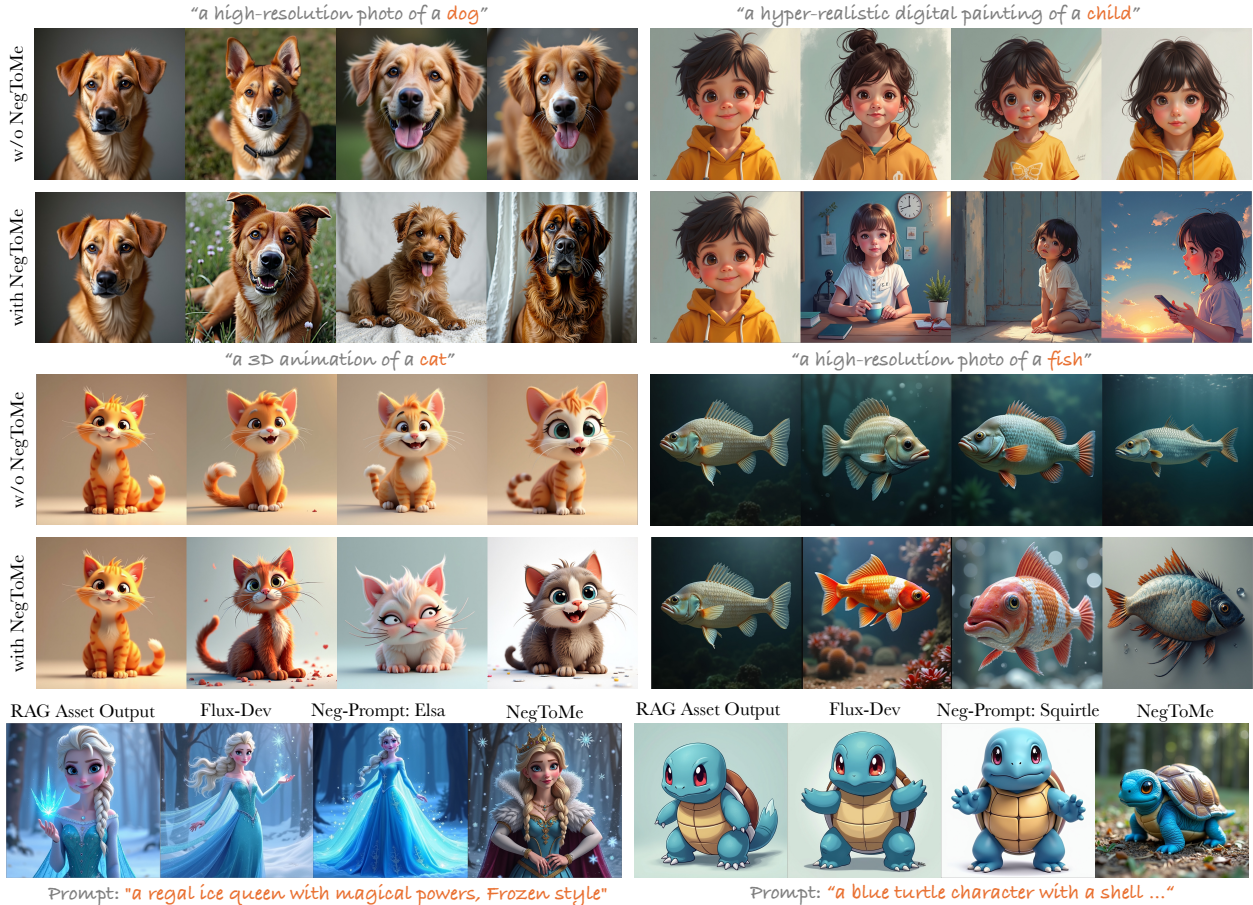 “a high-resolution photo of a dog”
“a hyper-realistic digital painting of a child”
w/o NegToMe
with NegToMe
“a 3D animation of a cat”
“a high-resolution photo of a fish”
w/o NegToMe
with NegToMe
RAG Asset Output
Flux-Dev
Neg-Prompt: Elsa
NegToMe
RAG Asset Output
Flux-Dev
Neg-Prompt: Squirtle
NegToMe
Prompt: "a regal ice queen with magical powers, Frozen style"
Prompt: “a blue turtle character with a shell ...“